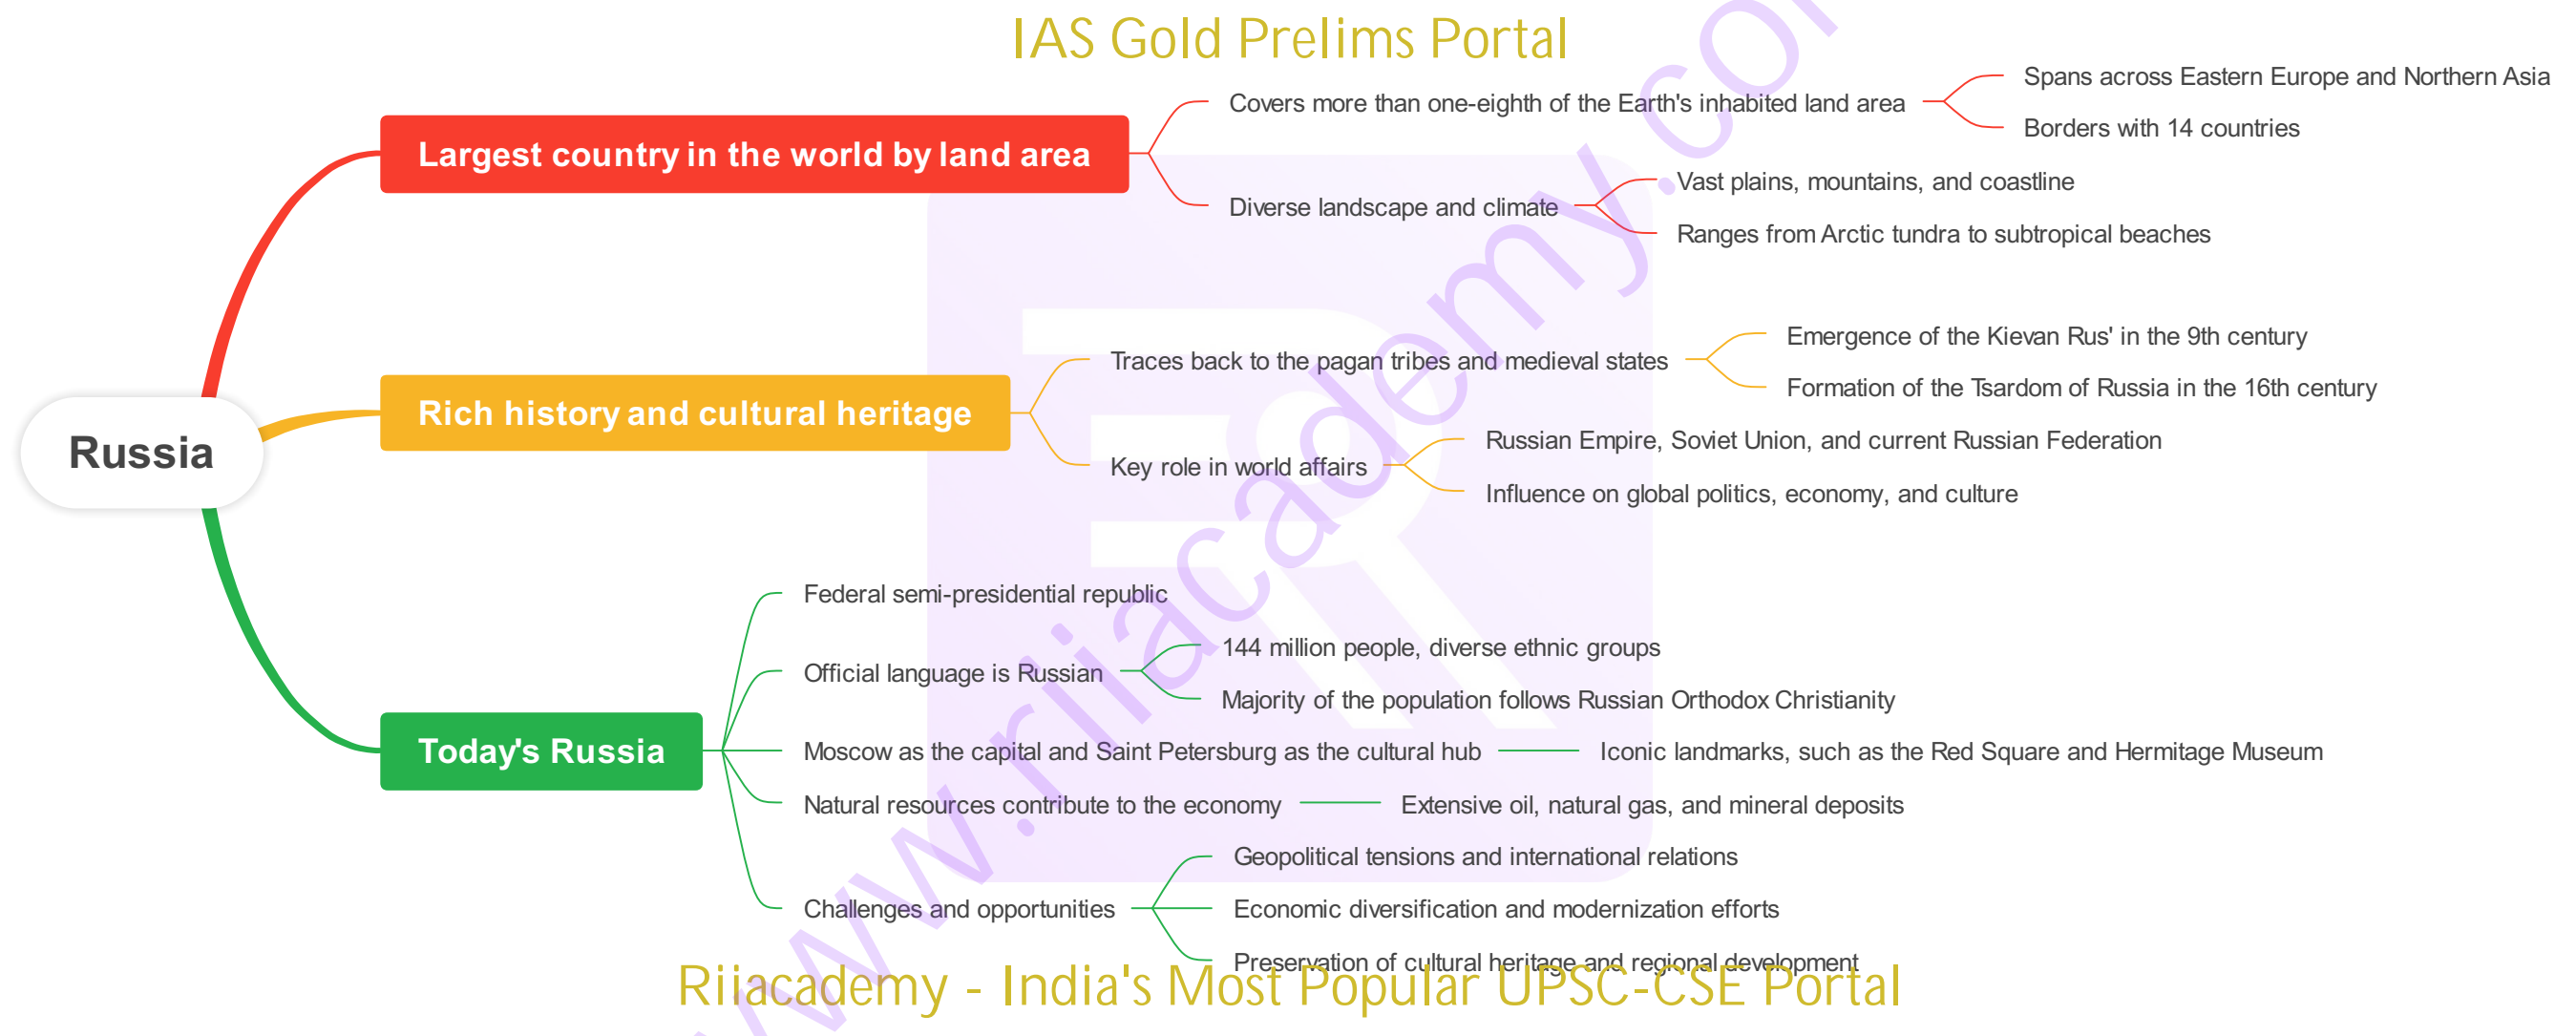 IAS Gold Prelims Portal
Russia
Largest country in the world by land area
Covers more than one-eighth of the Earth's inhabited land area
Spans across Eastern Europe and Northern Asia
Borders with 14 countries
Diverse landscape and climate
Vast plains, mountains, and coastline
Ranges from Arctic tundra to subtropical beaches
Rich history and cultural heritage
Traces back to the pagan tribes and medieval states
Emergence of the Kievan Rus' in the 9th century
Formation of the Tsardom of Russia in the 16th century
Key role in world affairs
Russian Empire, Soviet Union, and current Russian Federation
Influence on global politics, economy, and culture
Today's Russia
Federal semi-presidential republic
Official language is Russian
144 million people, diverse ethnic groups
Majority of the population follows Russian Orthodox Christianity
Moscow as the capital and Saint Petersburg as the cultural hub
Iconic landmarks, such as the Red Square and Hermitage Museum
Natural resources contribute to the economy
Extensive oil, natural gas, and mineral deposits
Challenges and opportunities
Geopolitical tensions and international relations
Economic diversification and modernization efforts
Preservation of cultural heritage and regional development
Rijacademy - India's Most Popular UPSC-CSE Portal